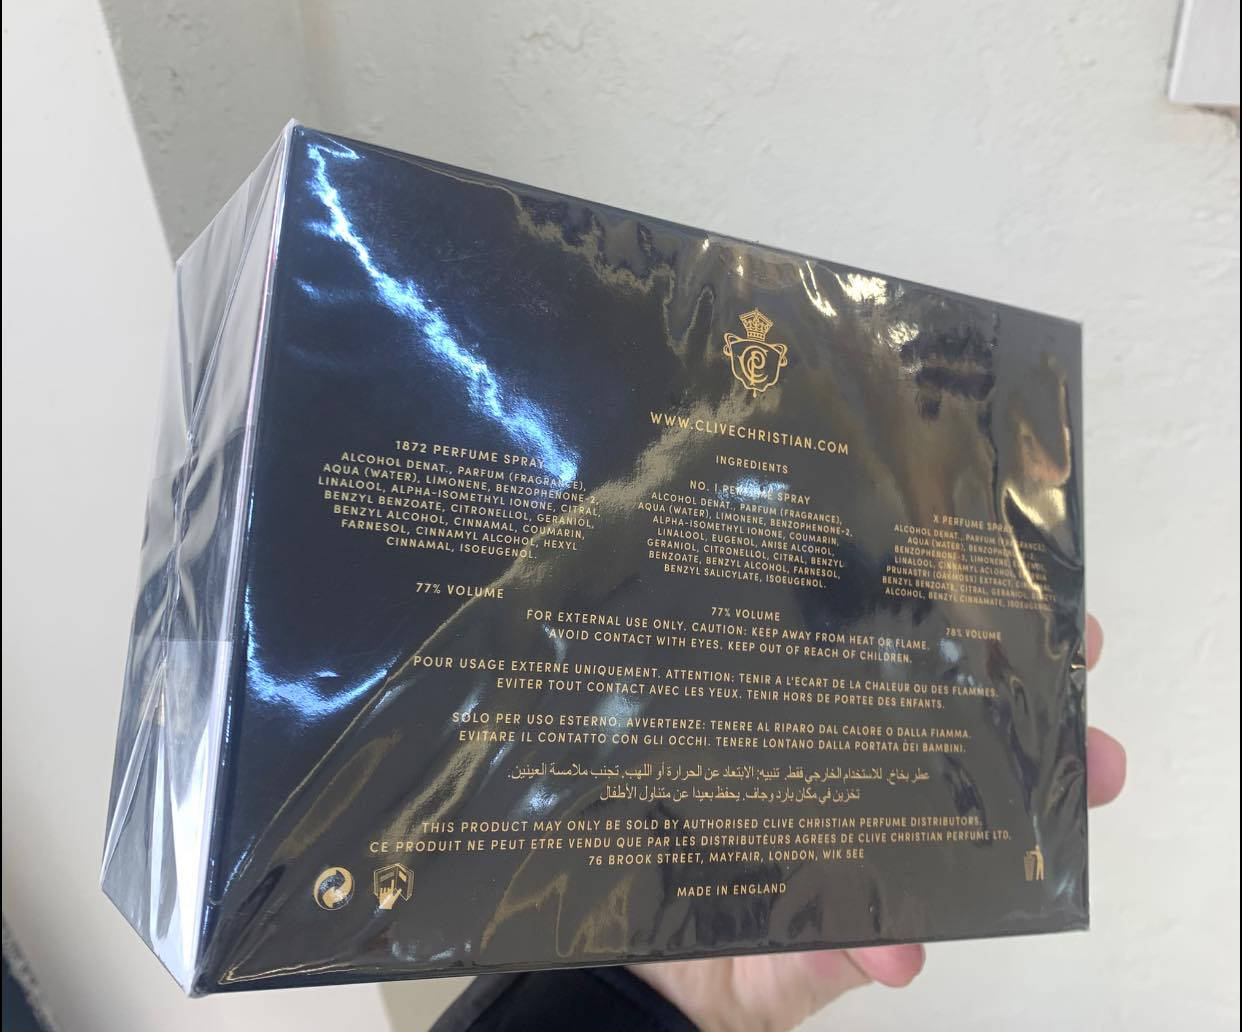 WWW.CLIVECHRISTIAN.COM
INGREDIENTS
1872 PERFUME SPRAY
ALCOHOL DENAT., PARFUM (FRAGRANCE),
AQUA (WATER), LIMONENE, BENZOPHENONE-2,
LINALOOL, ALPHA-ISOMETHYL IONONE, CITRAL,
BENZYL BENZOATE, CITRONELLOL, GERANIOL,
BENZYL ALCOHOL, CINNAMAL, COUMARIN,
FARNESOL, CINNAMYL ALCOHOL, HEXYL
CINNAMAL, ISOEUGENOL.
77% VOLUME
NO. 1 PERFUME SPRAY
ALCOHOL DENAT., PARFUM (FRAGRANCE),
AQUA (WATER), LIMONENE, BENZOPHENONE-2,
ALPHA-ISOMETHYL IONONE, COUMARIN,
LINALOOL, EUGENOL, ANISE ALCOHOL,
GERANIOL, CITRONELLOL, CITRAL, BENZYL
BENZOATE, BENZYL ALCOHOL, FARNESOL,
BENZYL SALICYLATE, ISOEUGENOL.
77% VOLUME
X PERFUME SPRAY
ALCOHOL DENAT., PARFUM (FRAGRANCE),
AQUA (WATER),
LIMONENE,
LINALOOL, CINNAMYL ALCOHOL,
PRUNASTRI (OAKMOSS) EXTRACT,
BENZYL BENZOATE, CITRAL, GERANIOL, BENZYL
ALCOHOL, BENZYL CINNAMATE,
78% VOLUME
FOR EXTERNAL USE ONLY. CAUTION: KEEP AWAY FROM HEAT OR FLAME.
AVOID CONTACT WITH EYES. KEEP OUT OF REACH OF CHILDREN.
POUR USAGE EXTERNE UNIQUEMENT. ATTENTION: TENIR A L'ECART DE LA CHALEUR OU DES FLAMMES.
EVITER TOUT CONTACT AVEC LES YEUX. TENIR HORS DE PORTEE DES ENFANTS.
SOLO PER USO ESTERNO. AVVERTENZE: TENERE AL RIPARO DAL CALORE O DALLA FIAMMA.
EVITARE IL CONTATTO CON GLI OCCHI. TENERE LONTANO DALLA PORTATA DEI BAMBINI.
عطر بخاخ. للاستخدام الخارجي فقط. تنبيه: الابتعاد عن الحرارة أو اللهب. تجنب ملامسة العينين.
تخزين في مكان بارد وجاف. يحفظ بعيدا عن متناول الأطفال
THIS PRODUCT MAY ONLY BE SOLD BY AUTHORISED CLIVE CHRISTIAN PERFUME DISTRIBUTORS.
CE PRODUIT NE PEUT ETRE VENDU QUE PAR LES DISTRIBUTEURS AGREES DE CLIVE CHRISTIAN PERFUME LTD.
76 BROOK STREET, MAYFAIR, LONDON, W1K 5EE
MADE IN ENGLAND